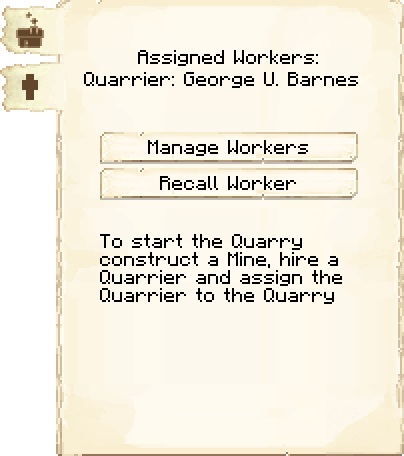 Assigned Workers:
Quarrier: George U. Barnes
Manage Workers
Recall Worker
To start the Quarry
construct a Mine, hire a
Quarrier and assign the
Quarrier to the Quarry